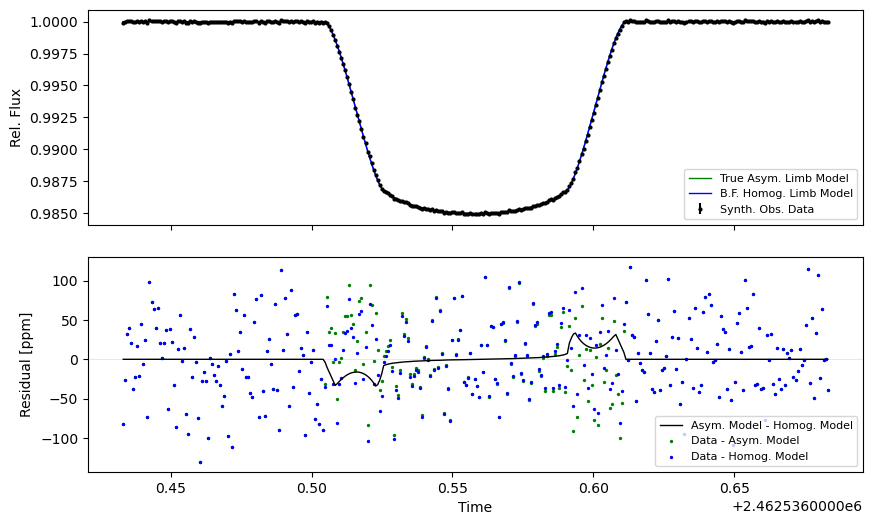 1.0000
0.9975
0.9950
0.9925
0.9900
0.9875
0.9850
Rel. Flux
True Asym. Limb Model
B.F. Homog. Limb Model
Synth. Obs. Data
100
50
0
−50
−100
Residual [ppm]
Asym. Model - Homog. Model
Data - Asym. Model
Data - Homog. Model
0.45
0.50
0.55
0.60
0.65
Time
+2.4625360000e6